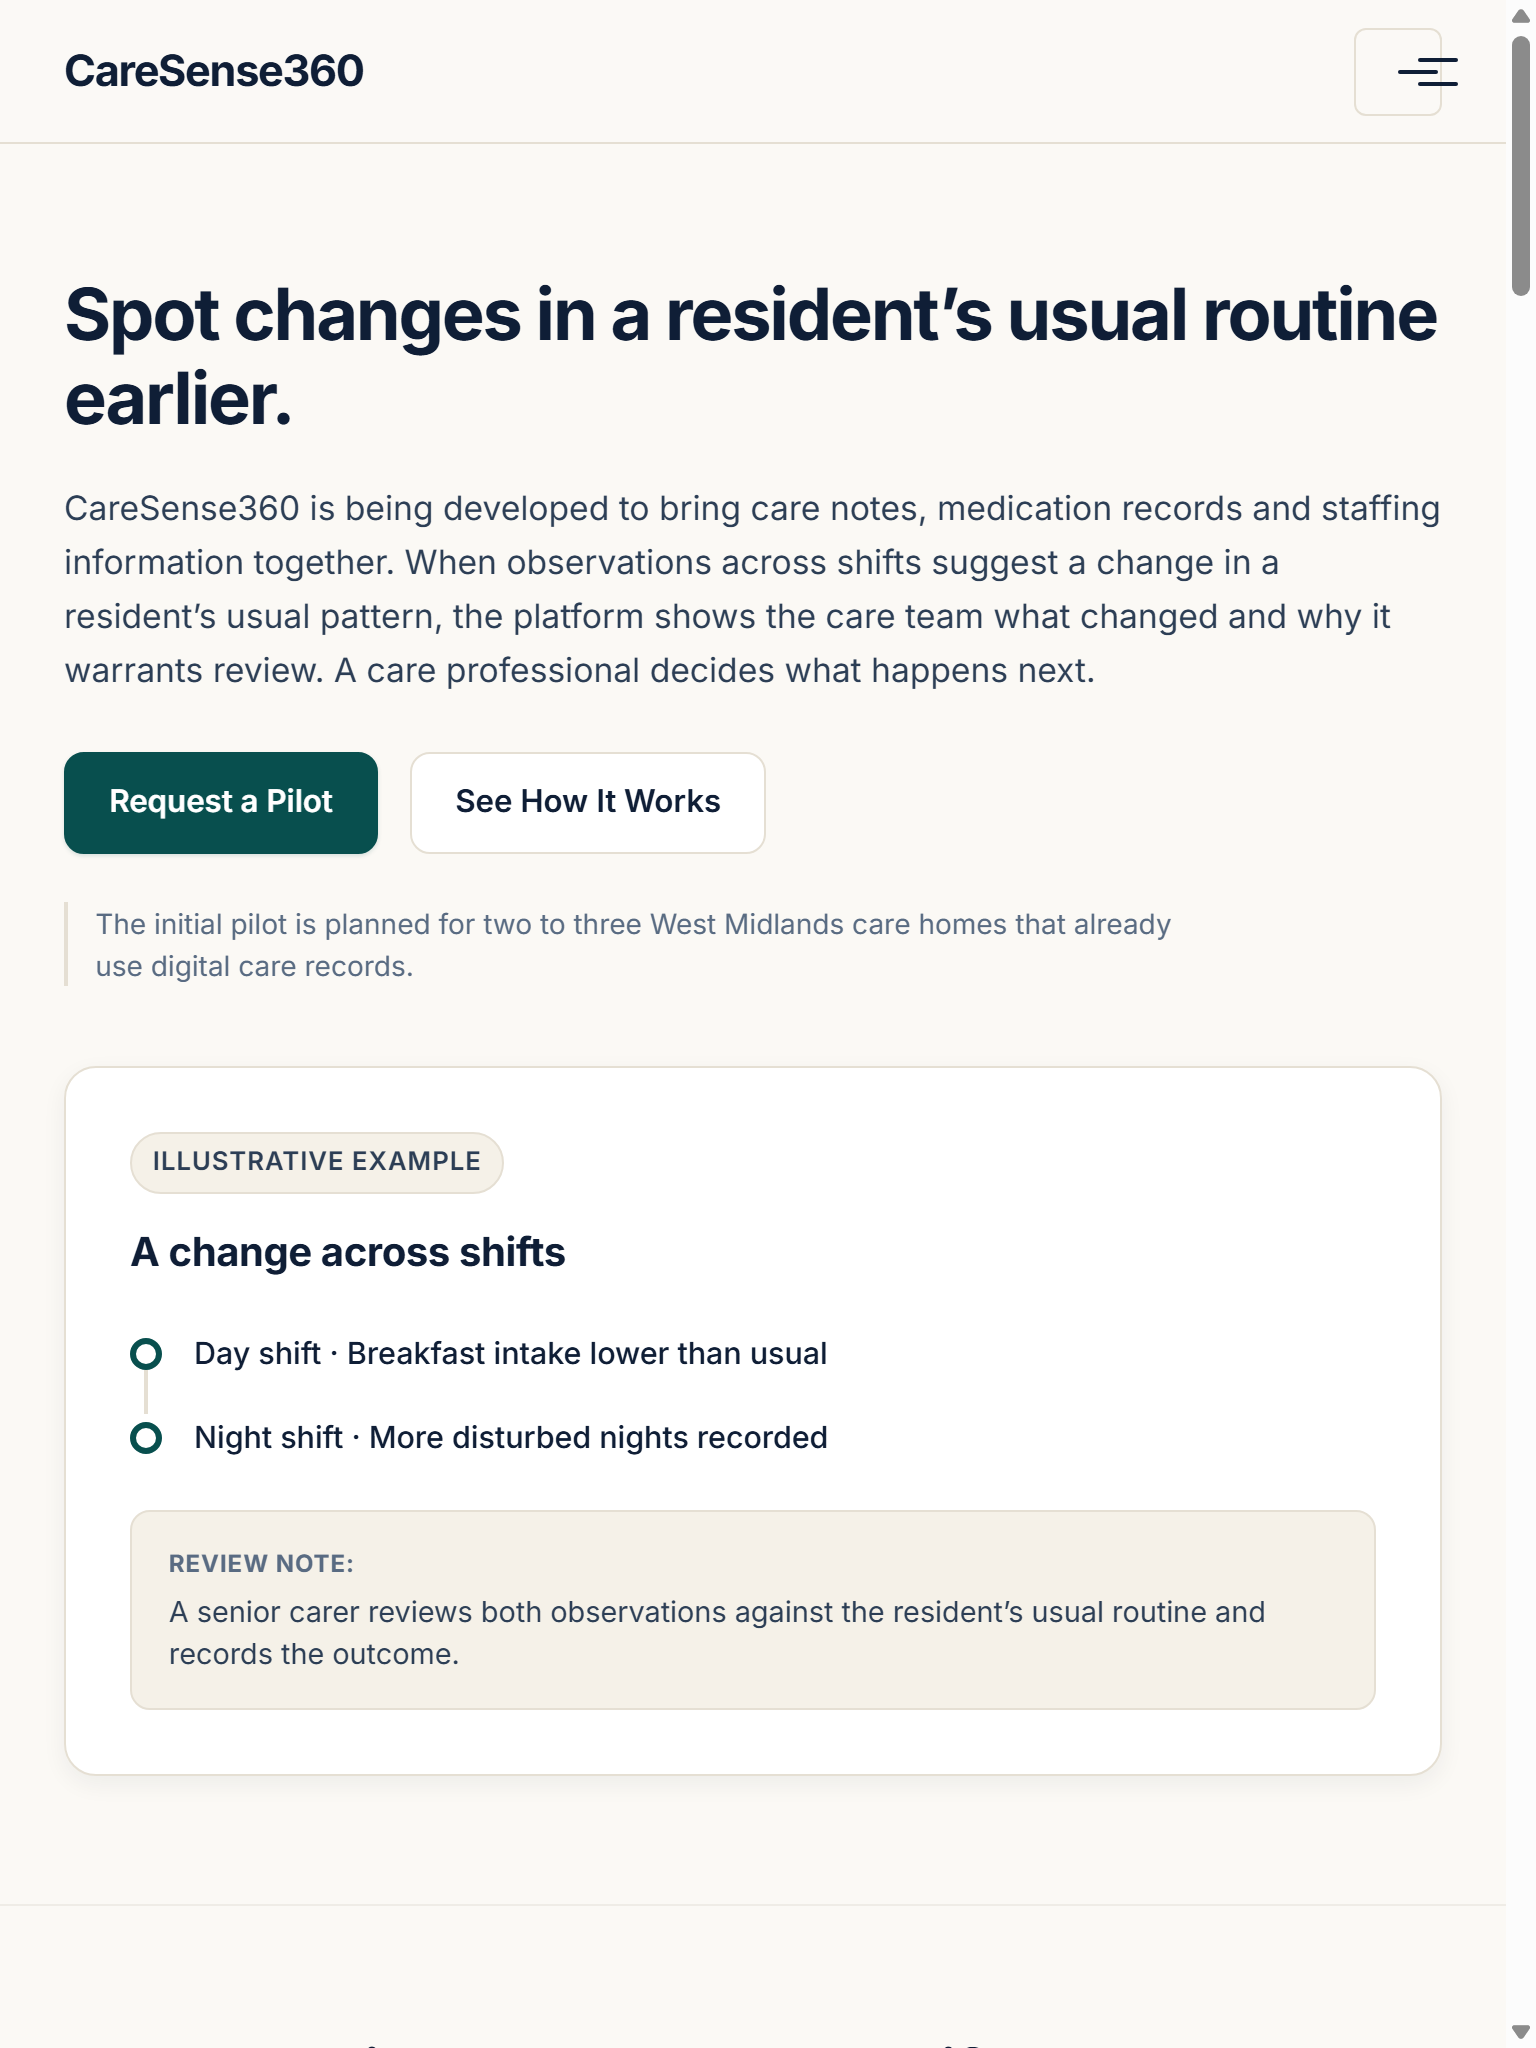 CareSense360
Spot changes in a resident’s usual routine
earlier.
CareSense360 is being developed to bring care notes, medication records and staffing
information together. When observations across shifts suggest a change in a
resident’s usual pattern, the platform shows the care team what changed and why it
warrants review. A care professional decides what happens next.
Request a Pilot
See How It Works
The initial pilot is planned for two to three West Midlands care homes that already
use digital care records.
ILLUSTRATIVE EXAMPLE
A change across shifts
Day shift · Breakfast intake lower than usual
Night shift · More disturbed nights recorded
REVIEW NOTE:
A senior carer reviews both observations against the resident’s usual routine and
records the outcome.